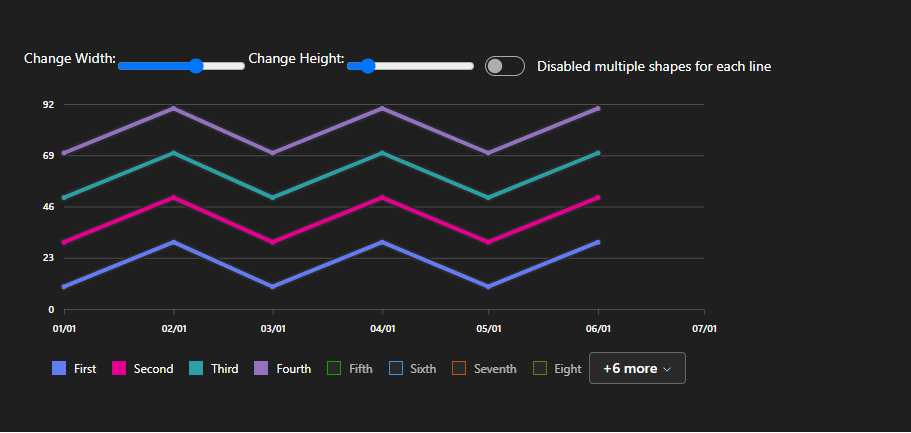 Change Width: Change Height: Disabled multiple shapes for each line
92
69
46
23
0
01/01 02/01 03/01 04/01 05/01 06/01 07/01
First Second Third Fourth Fifth Sixth Seventh Eight +6 more